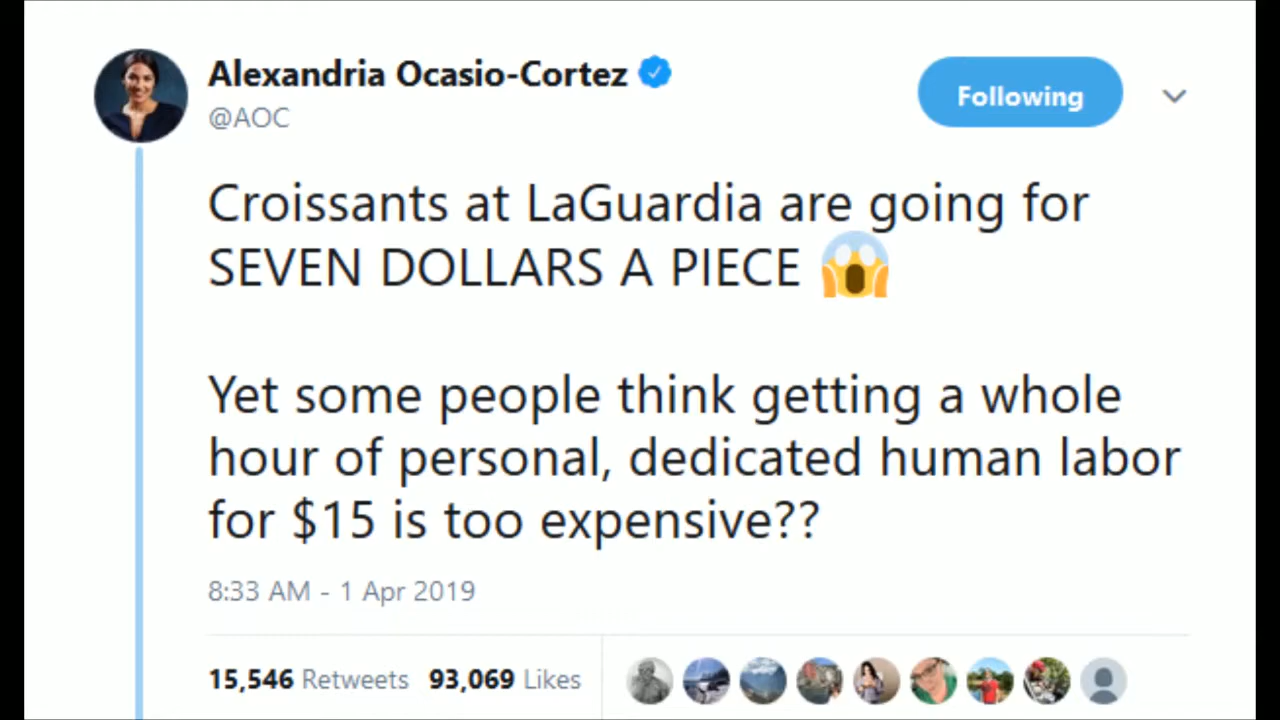 Alexandria Ocasio-Cortez
Following
@AOC
Croissants at LaGuardia are going for
SEVEN DOLLARS A PIECE 😱
Yet some people think getting a whole
hour of personal, dedicated human labor
for $15 is too expensive??
8:33 AM - 1 Apr 2019
15,546 Retweets 93,069 Likes